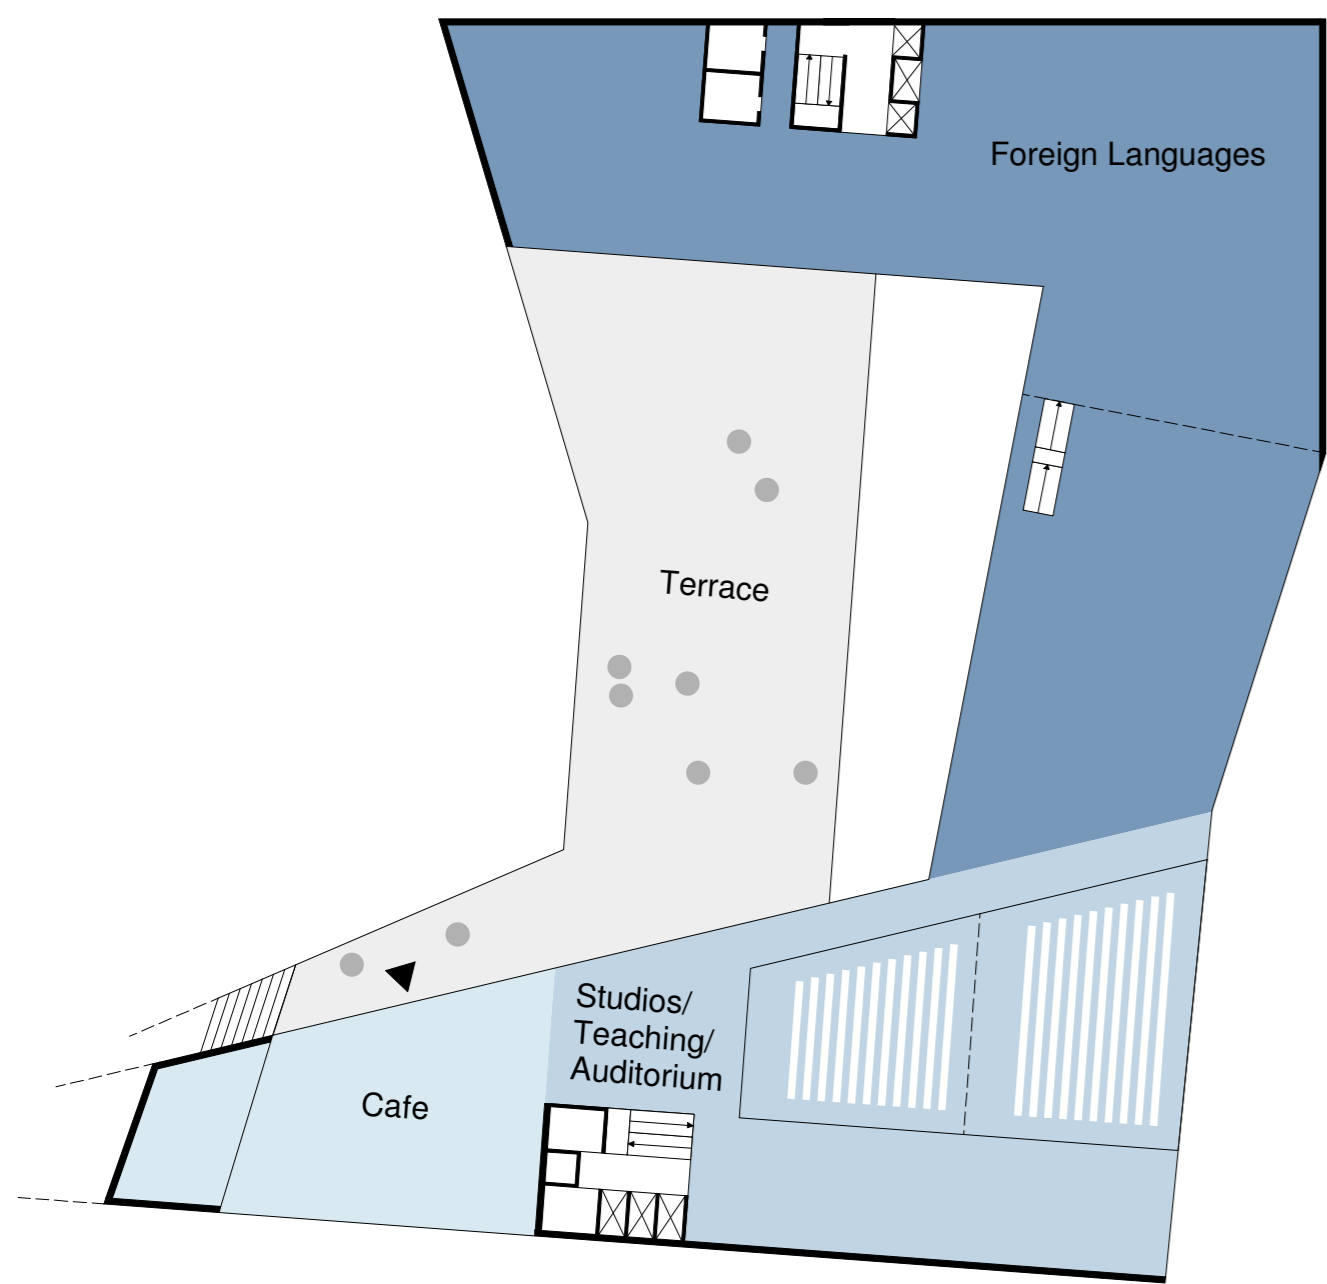 Foreign Languages
Terrace
Studios/
Teaching/
Auditorium
Cafe